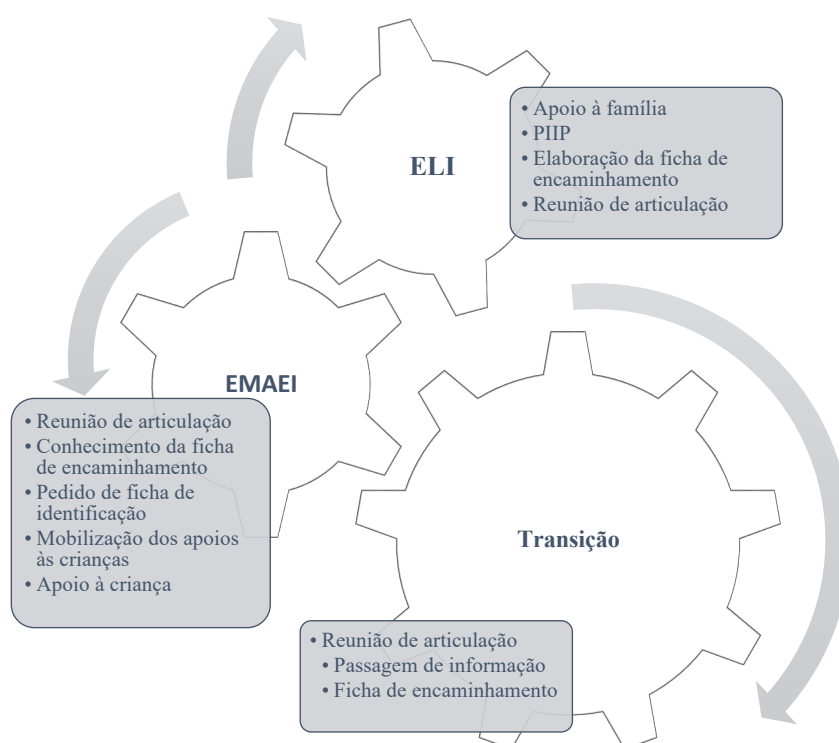 ELI
• Apoio à família
• PIIP
• Elaboração da ficha de
encaminhamento
• Reunião de articulação
EMAEI
• Reunião de articulação
• Conhecimento da ficha
de encaminhamento
• Pedido de ficha de
identificação
• Mobilização dos apoios
às crianças
• Apoio à criança
Transição
• Reunião de articulação
• Passagem de informação
• Ficha de encaminhamento